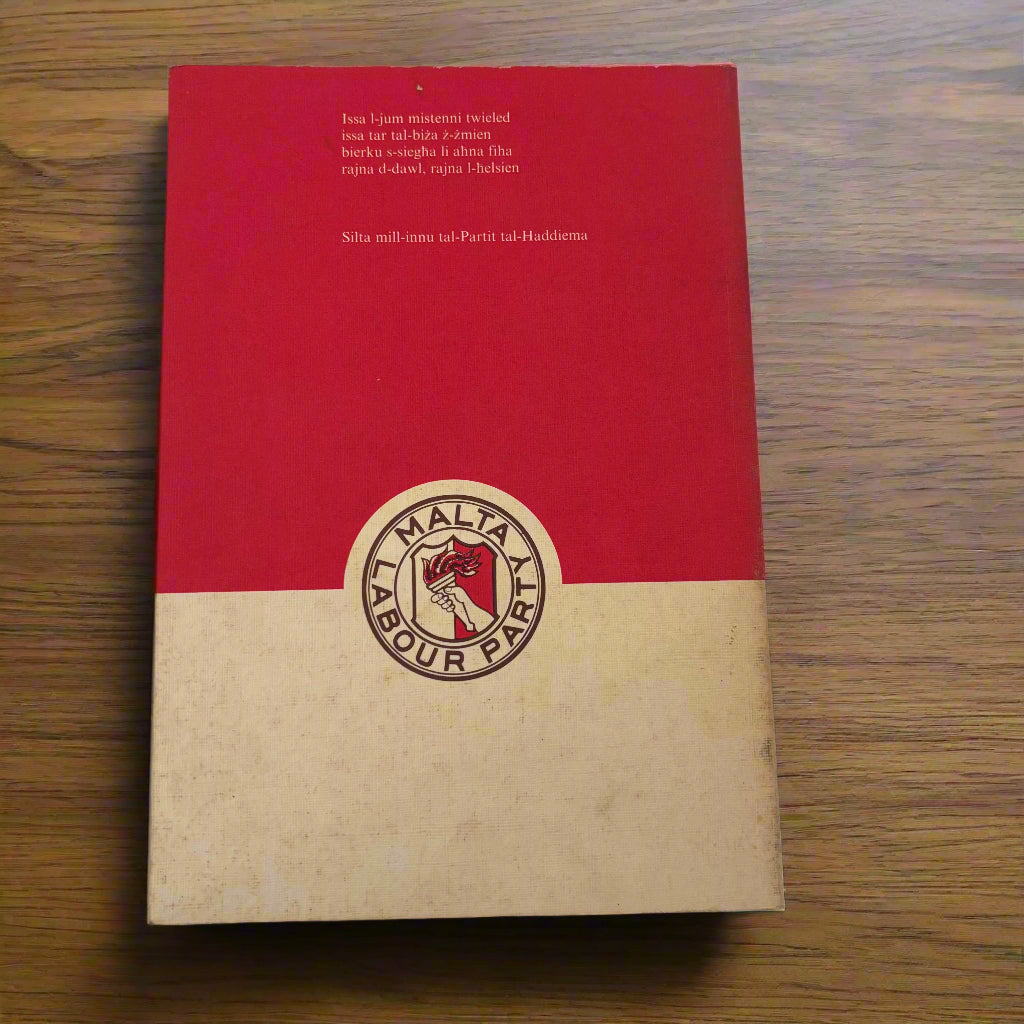 Issa l-jum mistenni twieled
issa tar tal-biża ż-żmien
bierku s-siegħa li aħna fiha
rajna d-dawl, rajna l-ħelsien
Silta mill-innu tal-Partit tal-Ħaddiema
MALTA
LABOUR PARTY